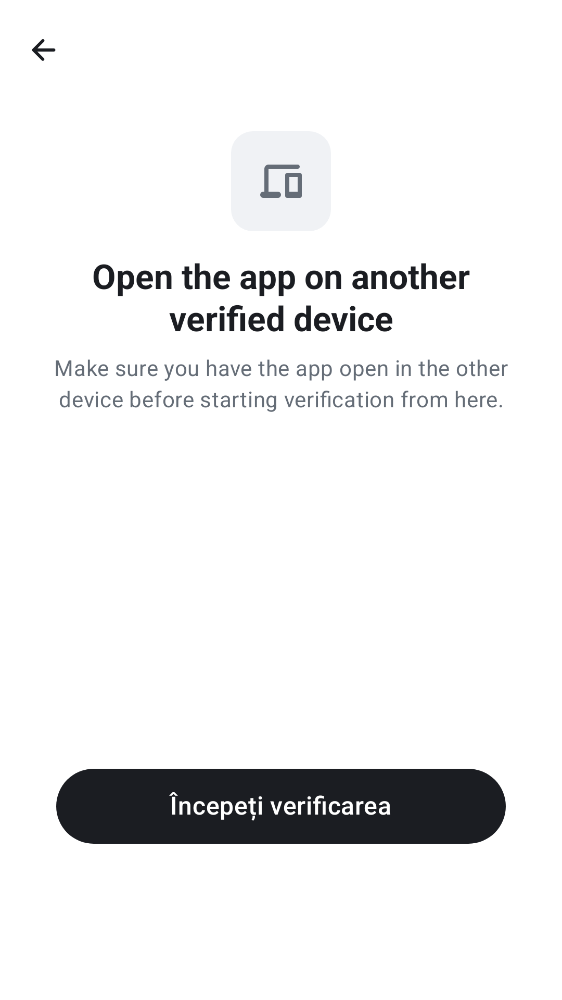 Open the app on another
verified device
Make sure you have the app open in the other
device before starting verification from here.
Începeți verificarea